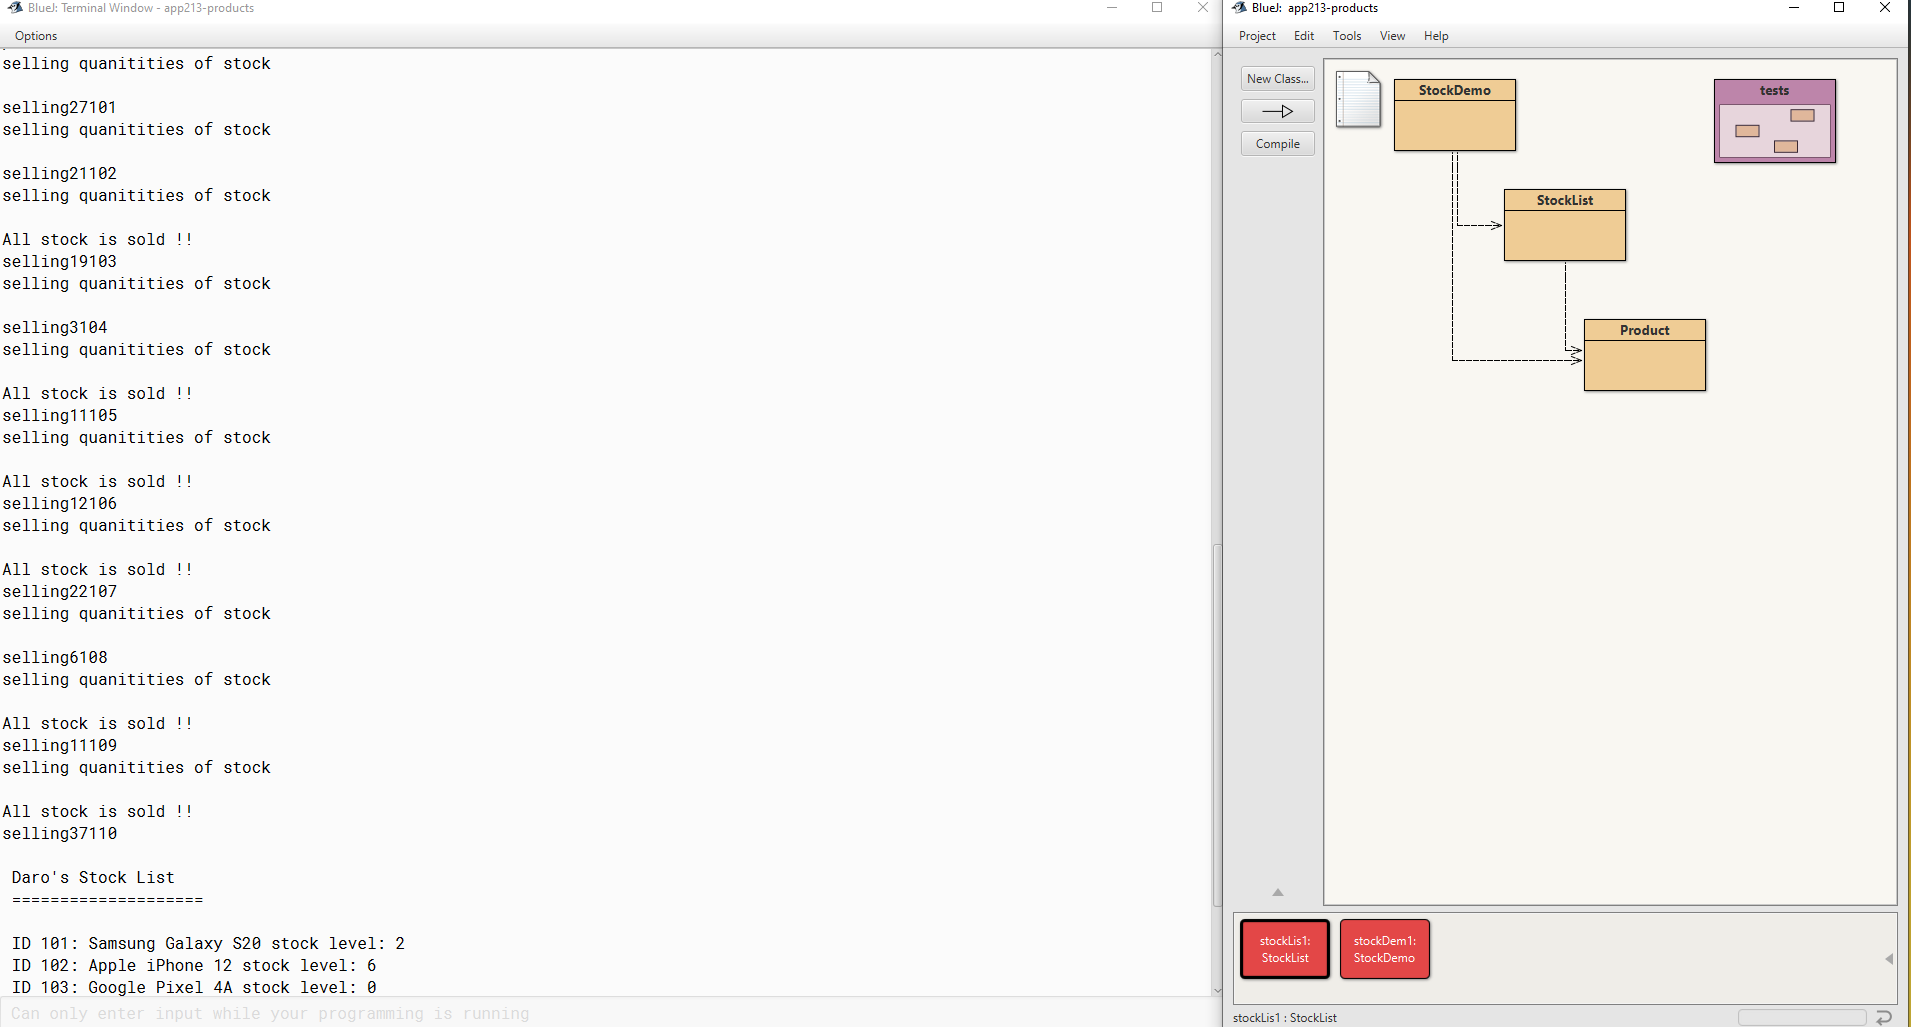 BlueJ: Terminal Window - app213-products
Options
selling quanitities of stock
selling27101
selling quanitities of stock
selling21102
selling quanitities of stock
All stock is sold !!
selling19103
selling quanitities of stock
selling3104
selling quanitities of stock
All stock is sold !!
selling11105
selling quanitities of stock
All stock is sold !!
selling12106
selling quanitities of stock
All stock is sold !!
selling22107
selling quanitities of stock
selling6108
selling quanitities of stock
All stock is sold !!
selling11109
selling quanitities of stock
All stock is sold !!
selling37110
Daro's Stock List
====================
ID 101: Samsung Galaxy S20 stock level: 2
ID 102: Apple iPhone 12 stock level: 6
ID 103: Google Pixel 4A stock level: 0
Can only enter input while your programming is running
BlueJ: app213-products
Project Edit Tools View Help
New Class...
Compile
StockDemo
tests
StockList
Product
stockLis1:
StockList
stockDem1:
StockDemo
stockLis1 : StockList